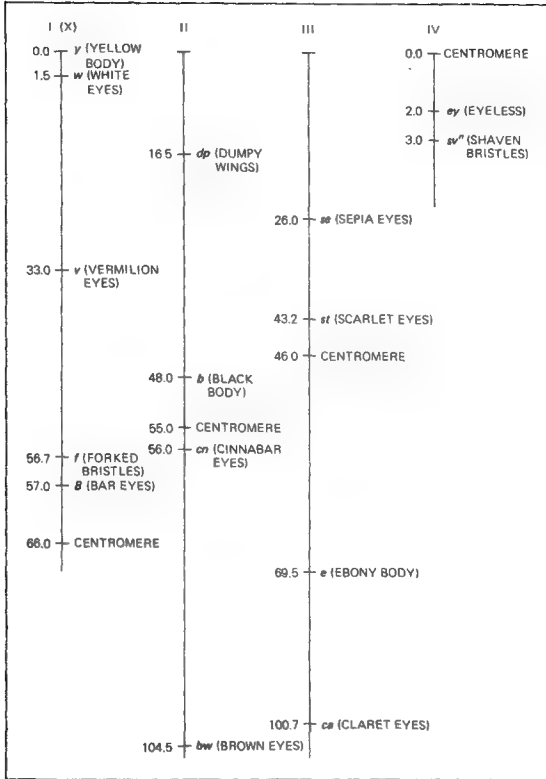 I (X)
II
III
IV
0.0 y (YELLOW
BODY)
1.5 w (WHITE
EYES)
33.0 v (VERMILION
EYES)
56.7 f (FORKED
BRISTLES)
57.0 B (BAR EYES)
66.0 CENTROMERE
16.5 dp (DUMPY
WINGS)
48.0 b (BLACK
BODY)
55.0 CENTROMERE
56.0 cn (CINNABAR
EYES)
104.5 bw (BROWN EYES)
26.0 se (SEPIA EYES)
43.2 st (SCARLET EYES)
46.0 CENTROMERE
69.5 e (EBONY BODY)
100.7 ca (CLARET EYES)
0.0 CENTROMERE
2.0 ey (EYELESS)
3.0 svⁿ (SHAVEN
BRISTLES)